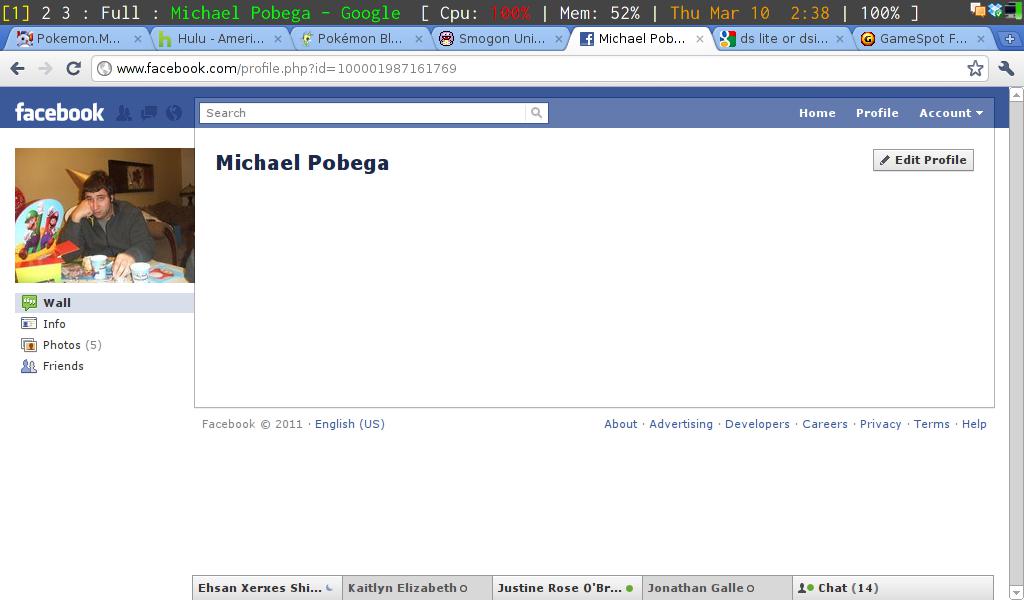 [1] 2 3 : Full : Michael Pobega - Google [ Cpu: 100% | Mem: 52% | Thu Mar 10 2:38 | 100% ]
Pokemon.M... Hulu - Ameri... Pokémon Bl... Smogon Uni... Michael Pob... ds lite or dsi... GameSpot F...
www.facebook.com/profile.php?id=100001987161769
facebook Search Home Profile Account
Michael Pobega Edit Profile
Wall
Info
Photos (5)
Friends
Facebook © 2011 · English (US) About · Advertising · Developers · Careers · Privacy · Terms · Help
Ehsan Xerxes Shi... Kaitlyn Elizabeth Justine Rose O'Br... Jonathan Galle Chat (14)